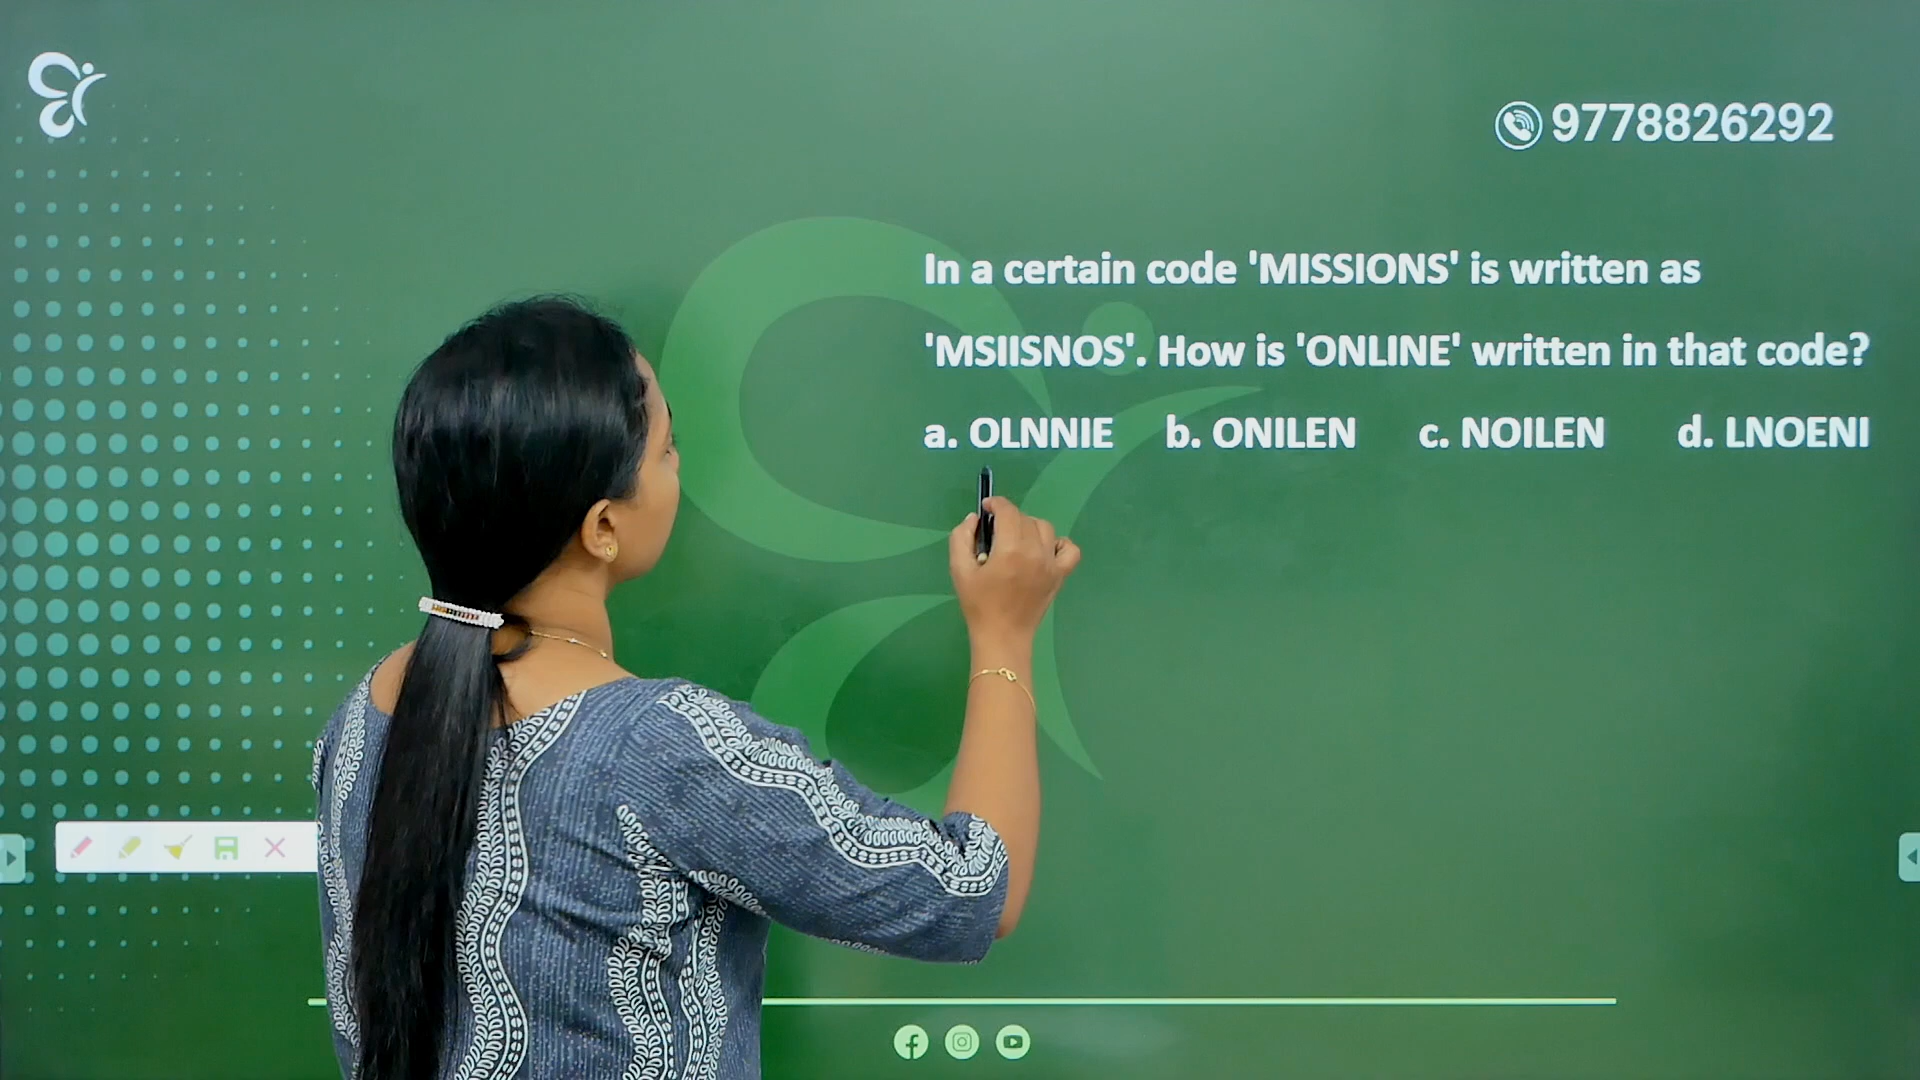 9778826292
In a certain code 'MISSIONS' is written as
'MSIISNOS'. How is 'ONLINE' written in that code?
a. OLNNIE b. ONILEN c. NOILEN d. LNOENI